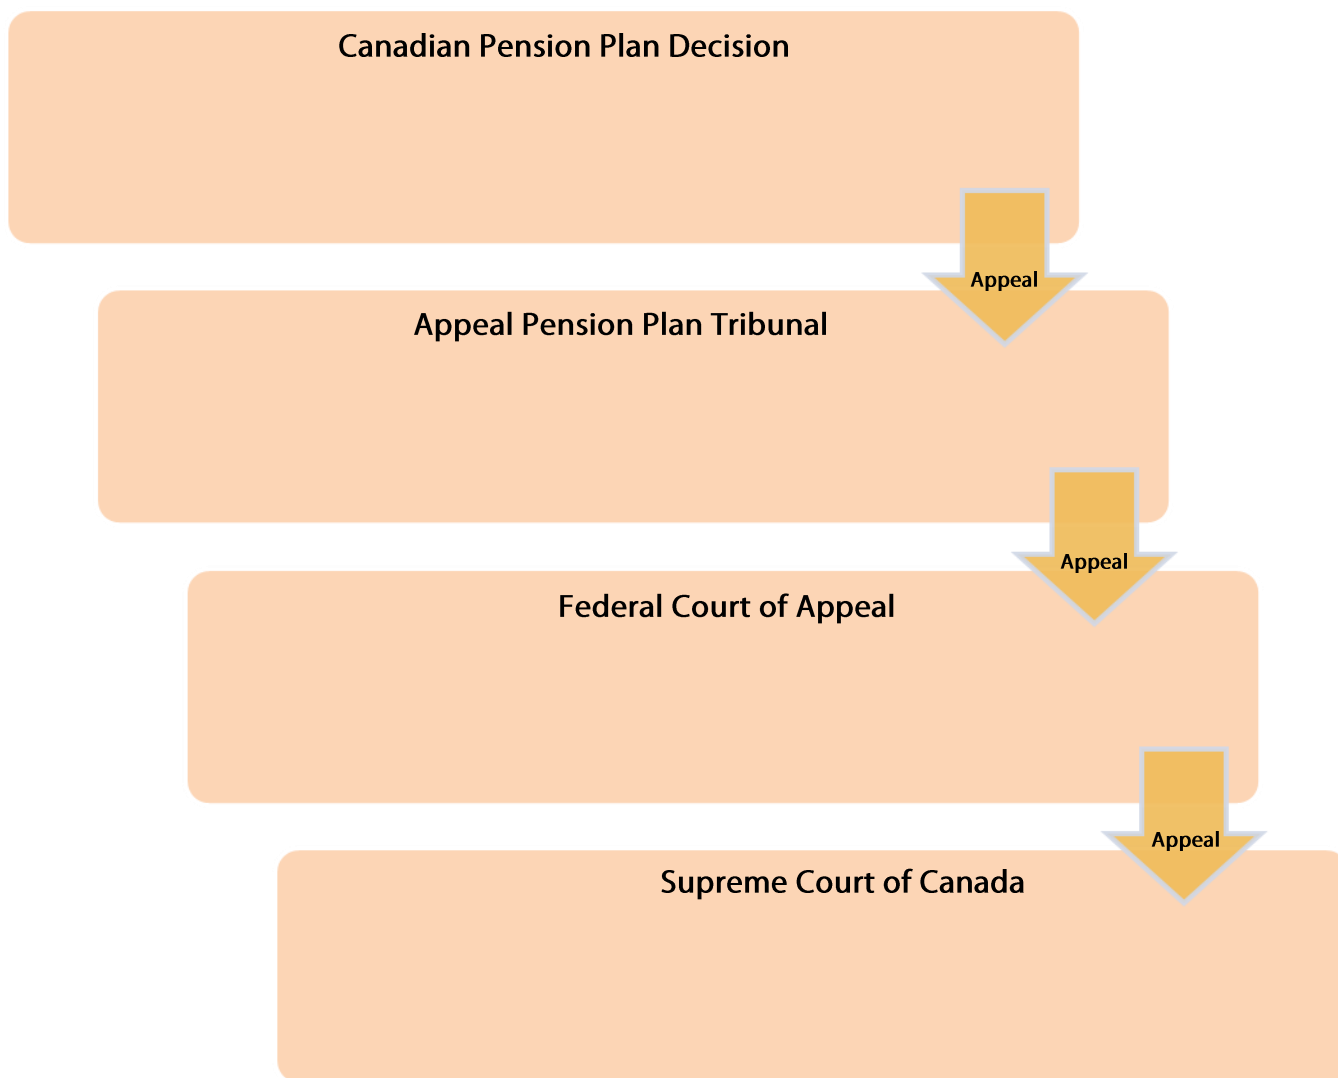 Canadian Pension Plan Decision
Appeal
Appeal Pension Plan Tribunal
Appeal
Federal Court of Appeal
Appeal
Supreme Court of Canada